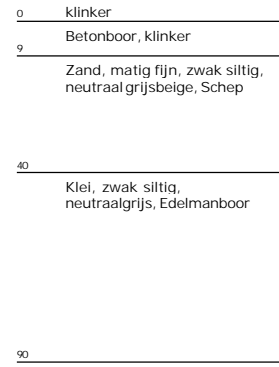 0 klinker
Betonboor, klinker
9
Zand, matig fijn, zwak siltig,
neutraal grijsbeige, Schep
40
Klei, zwak siltig,
neutraalgrijs, Edelmanboor
90